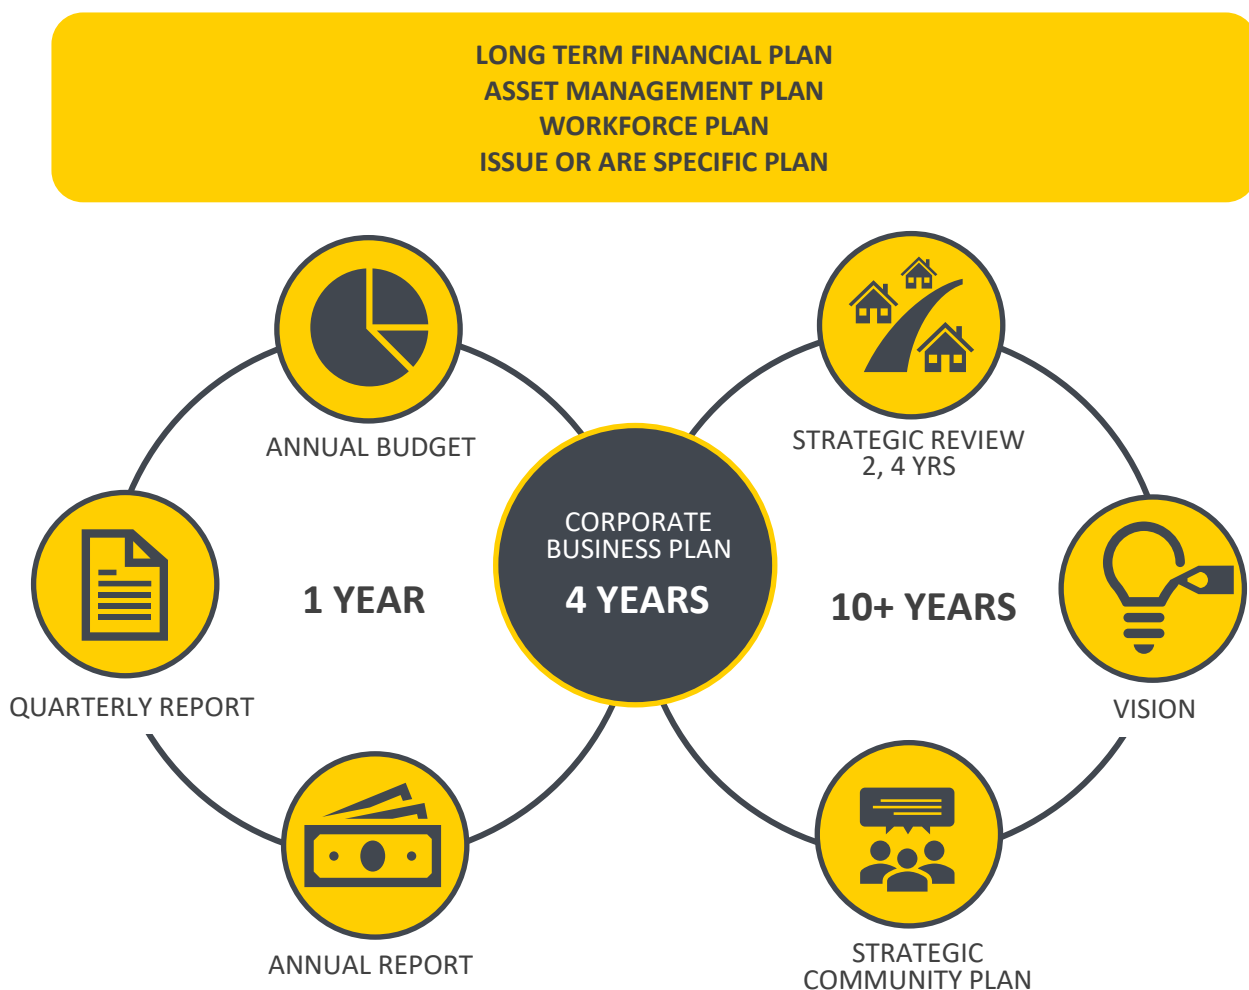 LONG TERM FINANCIAL PLAN
ASSET MANAGEMENT PLAN
WORKFORCE PLAN
ISSUE OR ARE SPECIFIC PLAN
ANNUAL BUDGET
STRATEGIC REVIEW
2, 4 YRS
CORPORATE
BUSINESS PLAN
4 YEARS
1 YEAR
10+ YEARS
QUARTERLY REPORT
VISION
ANNUAL REPORT
STRATEGIC
COMMUNITY PLAN